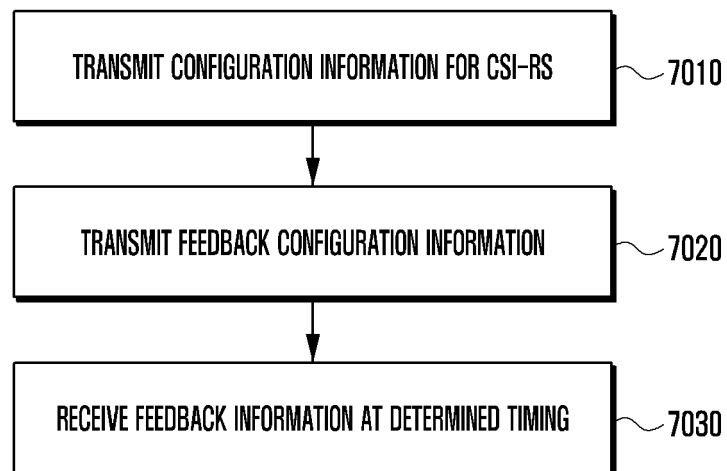 TRANSMIT CONFIGURATION INFORMATION FOR CSI-RS
7010
TRANSMIT FEEDBACK CONFIGURATION INFORMATION
7020
RECEIVE FEEDBACK INFORMATION AT DETERMINED TIMING
7030